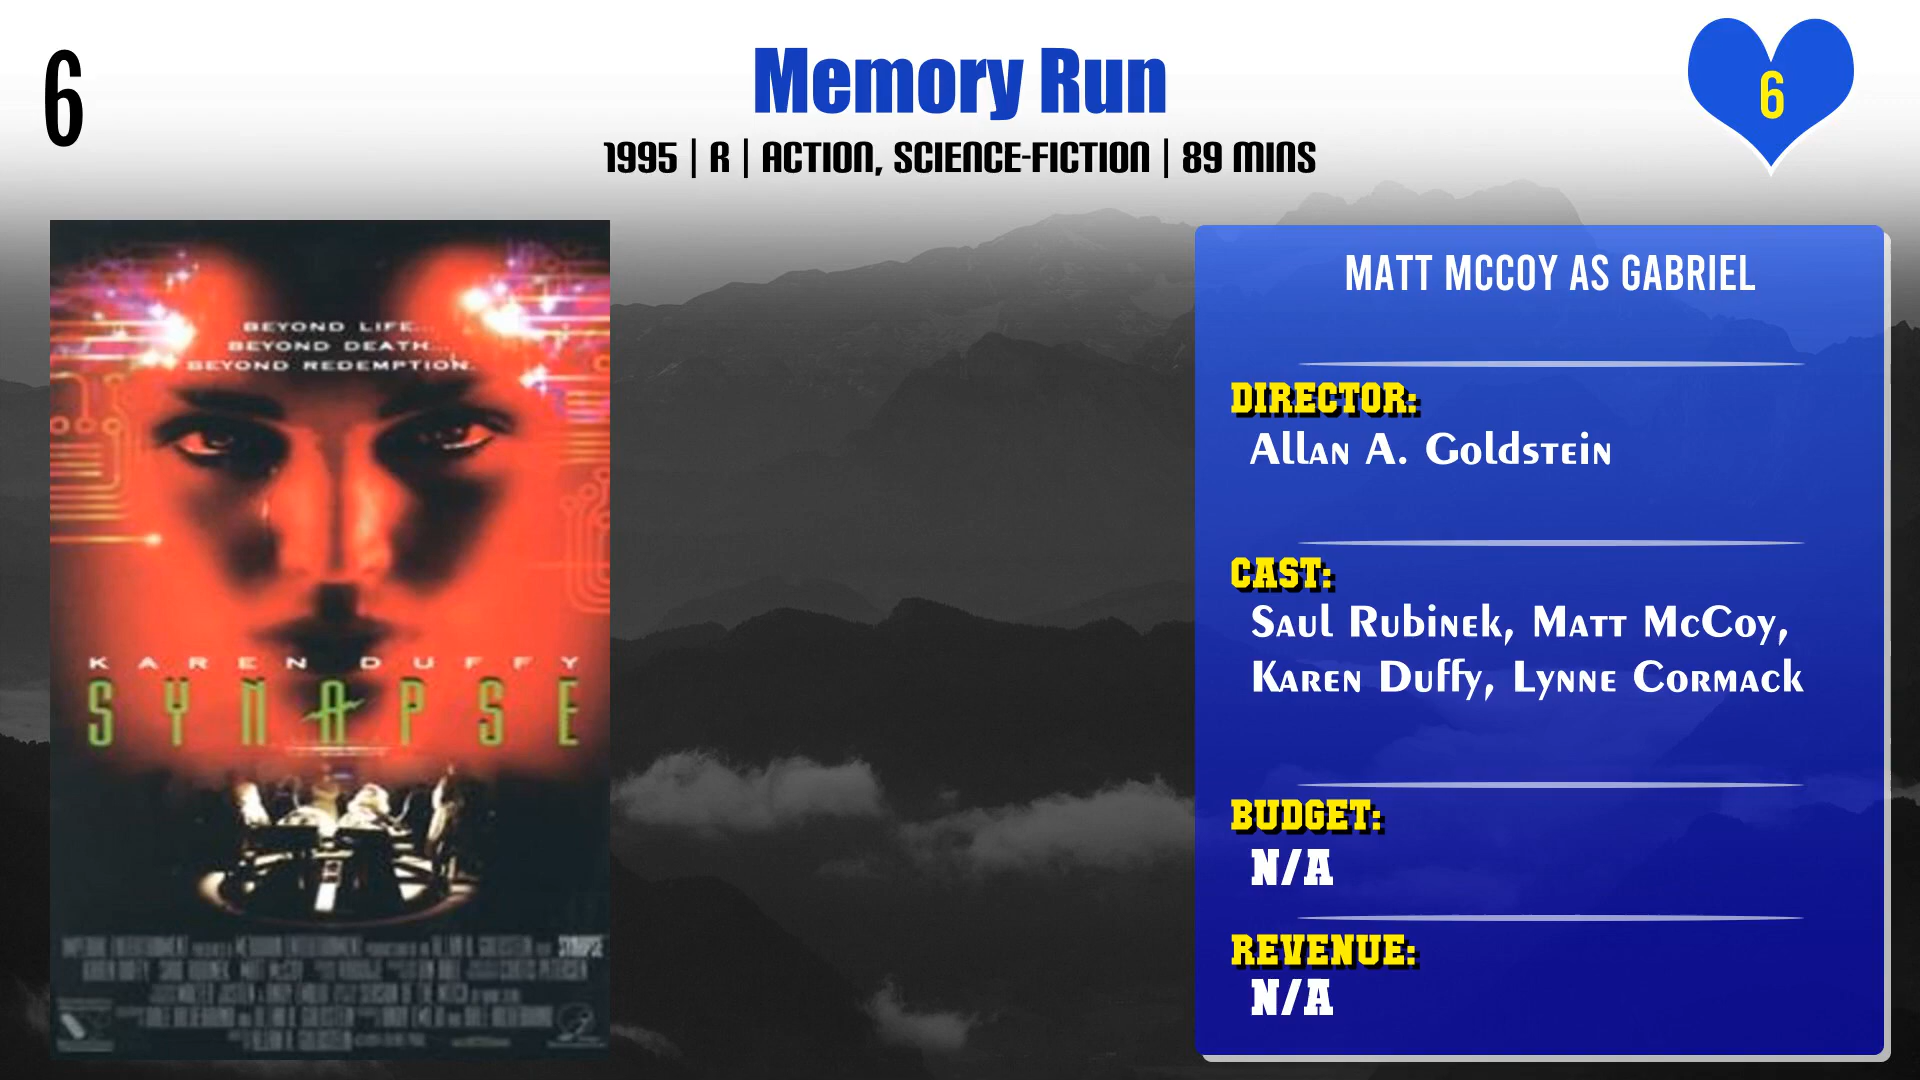 6
Memory Run
6
1995 | R | ACTION, SCIENCE-FICTION | 89 MINS
BEYOND LIFE...
BEYOND DEATH...
BEYOND REDEMPTION.
KAREN DUFFY
SYNAPSE
MATT MCCOY AS GABRIEL
DIRECTOR:
Allan A. Goldstein
CAST:
Saul Rubinek, Matt McCoy,
Karen Duffy, Lynne Cormack
BUDGET:
N/A
REVENUE:
N/A